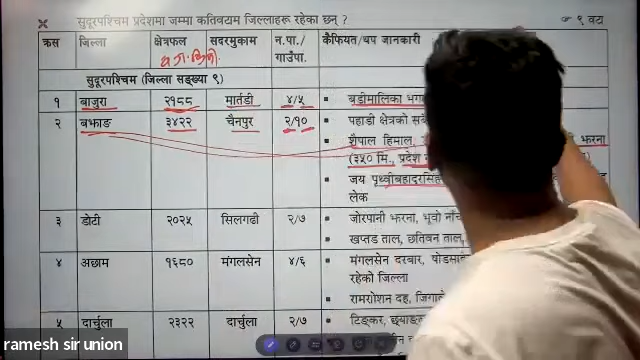 सुदूरपश्चिम प्रदेशमा जम्मा कतिवटाम जिल्लाहरू रहेका छन् ? ☞ ९ वटा
क्रस जिल्ला क्षेत्रफल सदरमुकाम न.पा./गाउँपा. कैफियत/थप जानकारी
सुदूरपश्चिम (जिल्ला सङ्ख्या ९)
१ बाजुरा २१८८ मार्तडी ४/५ ▪ बडीमालिका
२ बझाङ ३४२२ चैनपुर २/१० ▪ पहाडी क्षेत्रको
▪ शैपाल हिमाल, झरना
(३५० मि., प्रदेश
▪ जय पृथ्वीबहादुरसिंह
लेक
३ डोटी २०२५ सिलगढी २/७ ▪ जोरपानी झरना,
▪ खप्तड ताल, छतिवन ताल,
४ अछाम १६८० मंगलसेन ४/६ ▪ मंगलसेन दरबार,
रहेको जिल्ला
▪ रामरोशन दह,
५ दार्चुला २३२२ दार्चुला २/७ ▪ टिङ्कर,
ramesh sir union